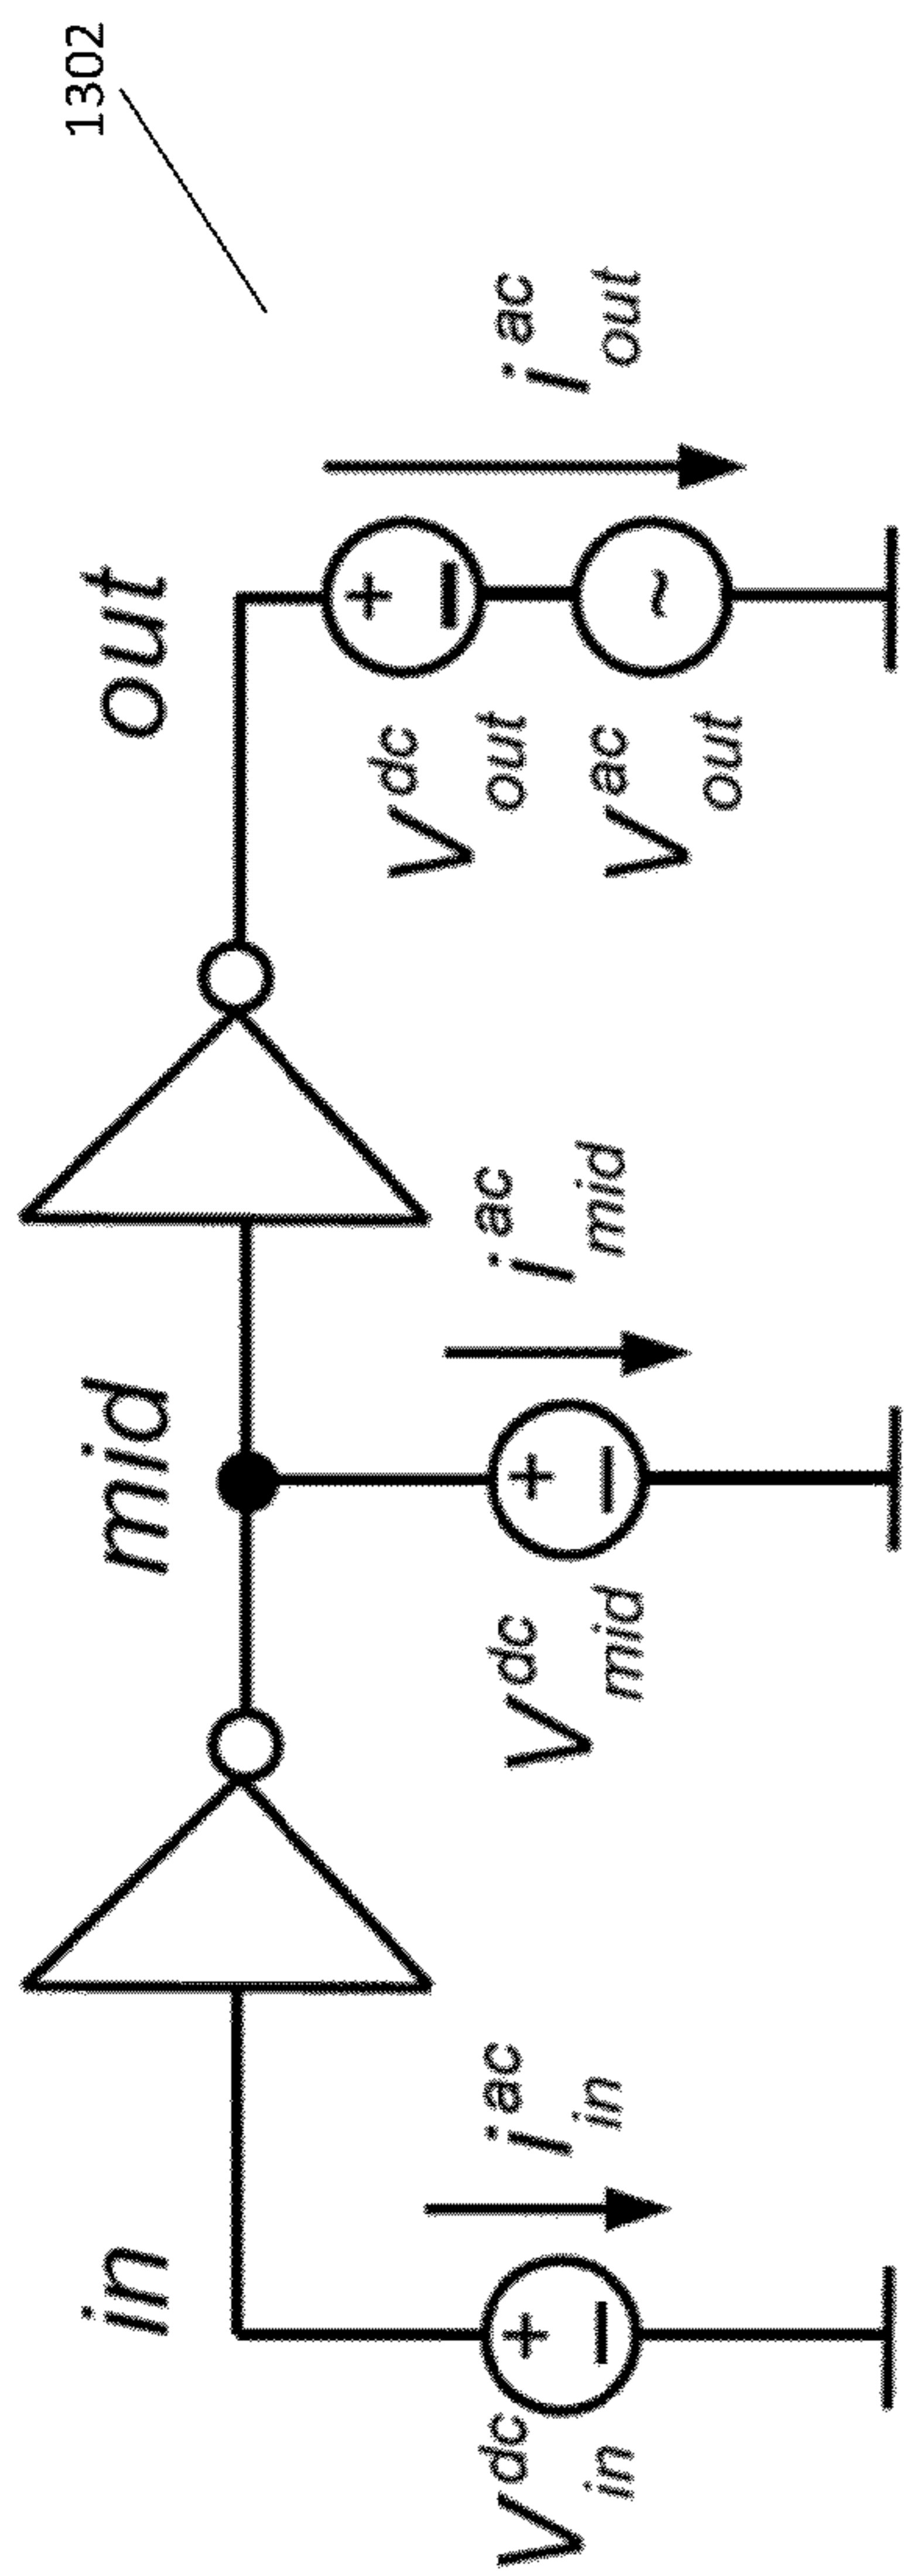 1302
in
mid
out
V^dc_in
i^ac_in
V^dc_mid
i^ac_mid
V^dc_out
V^ac_out
i^ac_out
+
−
+
−
+
−
~